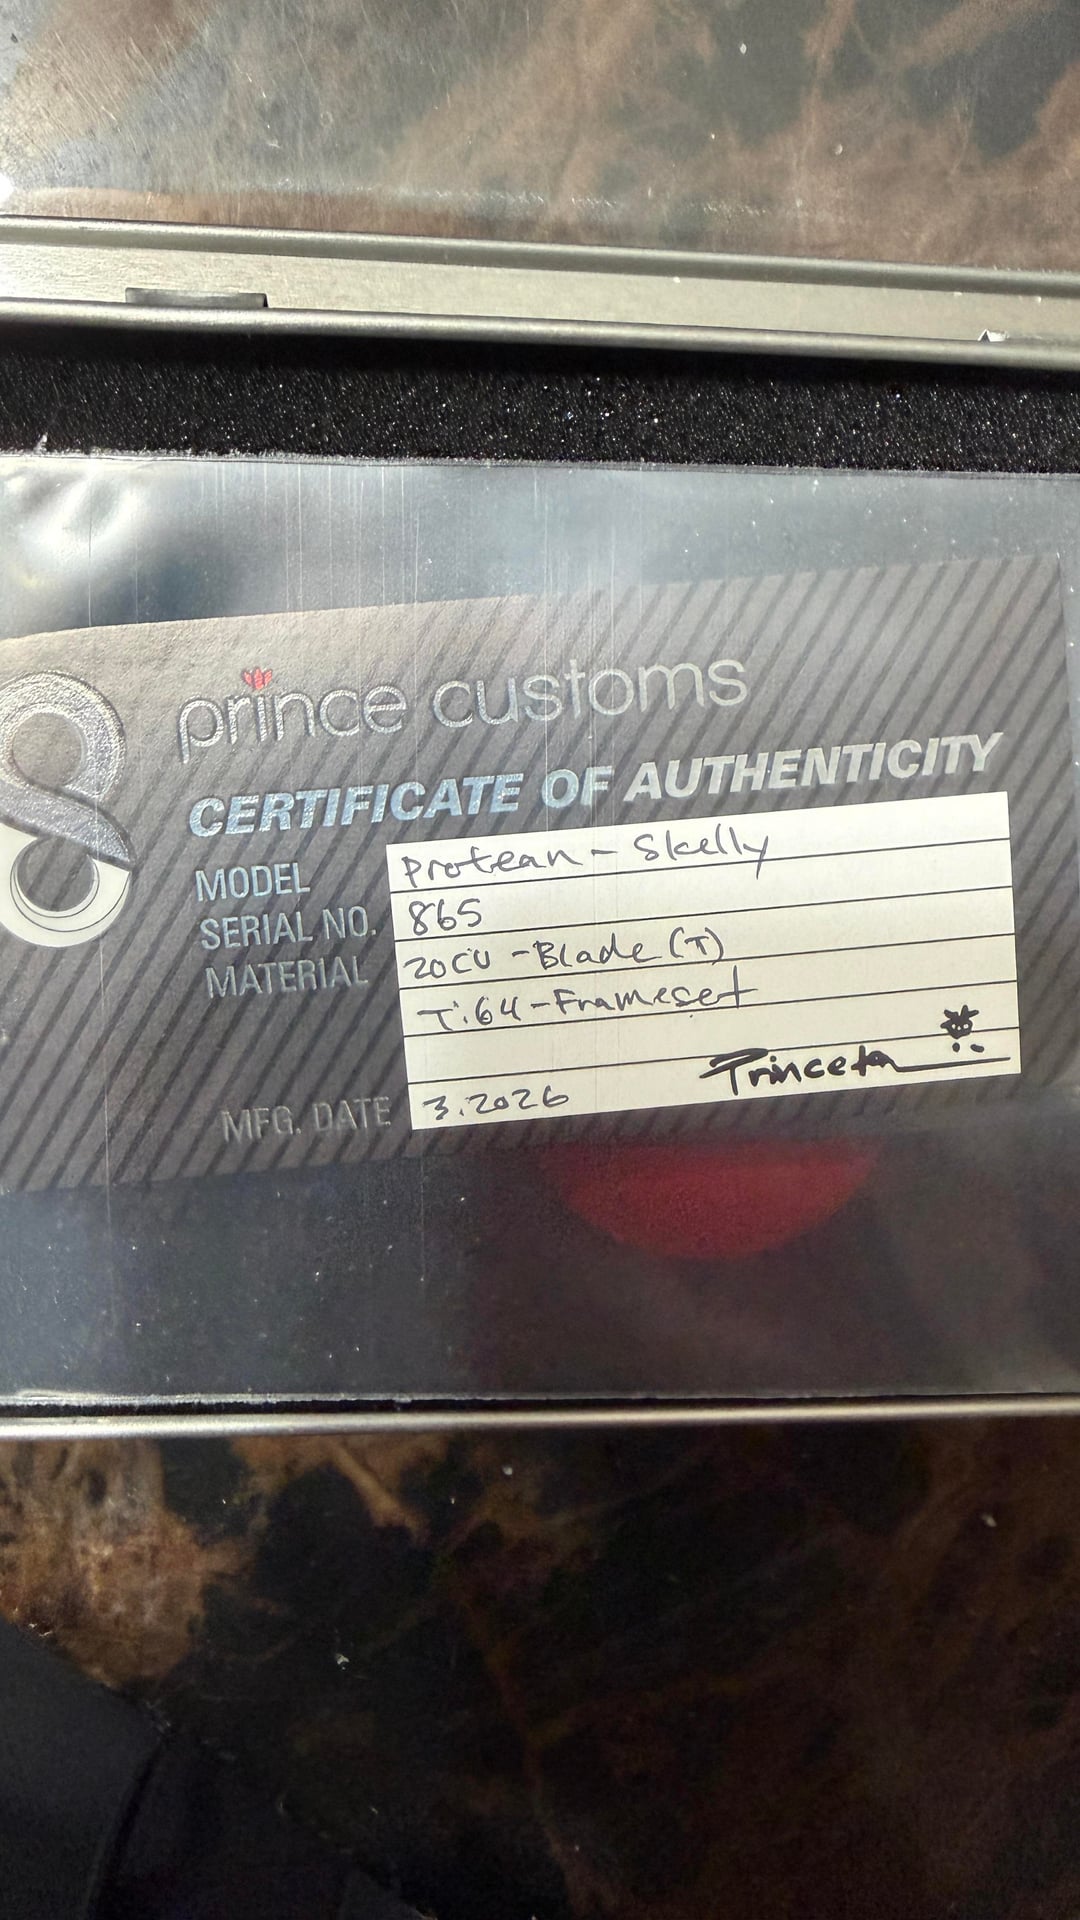 prince customs
CERTIFICATE OF AUTHENTICITY
MODEL Protean - Skelly
SERIAL NO. 865
MATERIAL 20CV - Blade (T)
Ti64 - Frameset
Princeton
MFG. DATE 3.2026